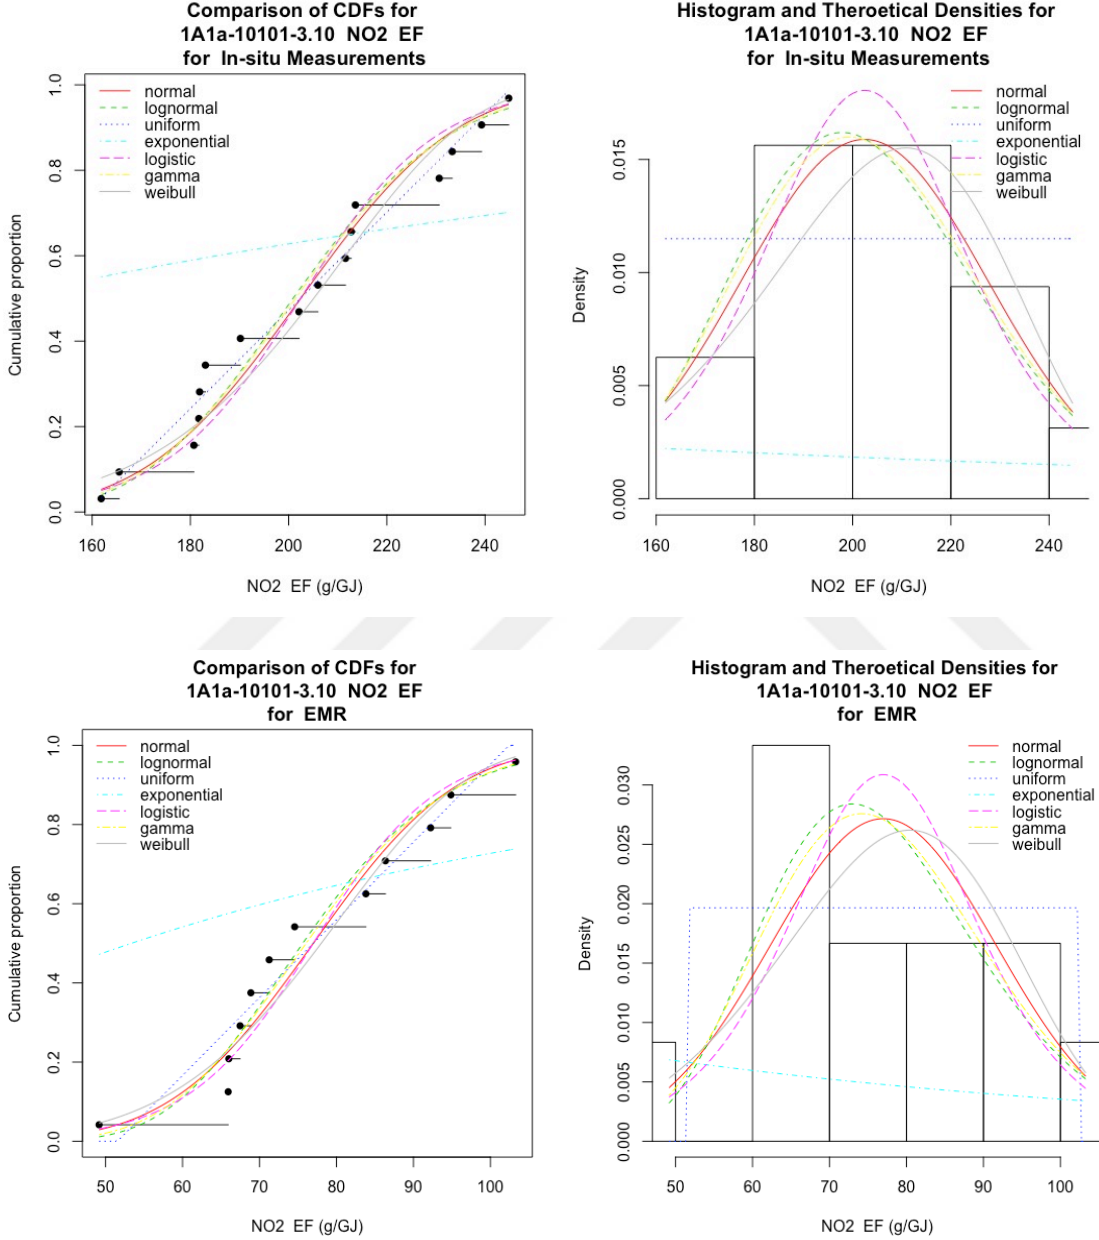 Comparison of CDFs for
1A1a-10101-3.10 NO2 EF
for In-situ Measurements
normal
lognormal
uniform
exponential
logistic
gamma
weibull
Cumulative proportion
0.0
0.2
0.4
0.6
0.8
1.0
160 180 200 220 240
NO2 EF (g/GJ)
Histogram and Theroetical Densities for
1A1a-10101-3.10 NO2 EF
for In-situ Measurements
normal
lognormal
uniform
exponential
logistic
gamma
weibull
Density
0.000
0.005
0.010
0.015
160 180 200 220 240
NO2 EF (g/GJ)
Comparison of CDFs for
1A1a-10101-3.10 NO2 EF
for EMR
normal
lognormal
uniform
exponential
logistic
gamma
weibull
Cumulative proportion
0.0
0.2
0.4
0.6
0.8
1.0
50 60 70 80 90 100
NO2 EF (g/GJ)
Histogram and Theroetical Densities for
1A1a-10101-3.10 NO2 EF
for EMR
normal
lognormal
uniform
exponential
logistic
gamma
weibull
Density
0.000
0.005
0.010
0.015
0.020
0.025
0.030
50 60 70 80 90 100
NO2 EF (g/GJ)